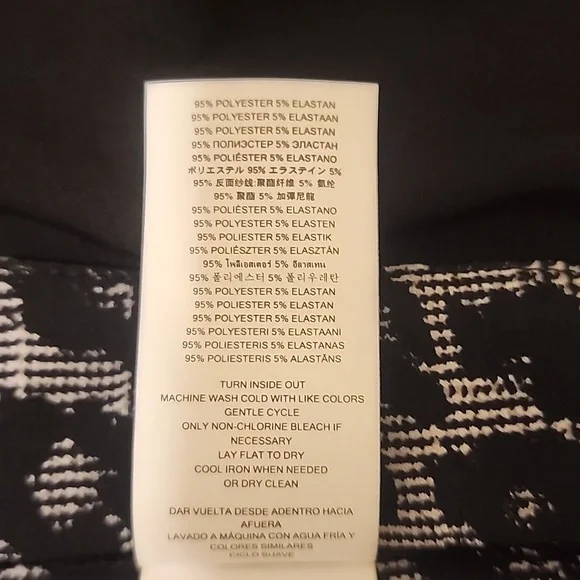 95% POLYESTER 5% ELASTAN
95% POLYESTER 5% ELASTAAN
95% POLYESTER 5% ELASTAN
95% ПОЛИЭСТЕР 5% ЭЛАСТАН
95% POLIÉSTER 5% ELASTANO
ポリエステル 95% エラステイン 5%
95% 反面纱线:聚酯纤维 5% 氨纶
95% 聚酯 5% 加彈尼龍
95% POLIÉSTER 5% ELASTANO
95% POLYESTER 5% ELASTEN
95% POLIESTER 5% ELASTIK
95% POLIÉSZTER 5% ELASZTÁN
95% โพลีเอสเตอร์ 5% อีลาสเทน
95% 폴리에스터 5% 폴리우레탄
95% POLYESTER 5% ELASTAN
95% POLIESTER 5% ELASTAN
95% POLYESTER 5% ELASTAN
95% POLYESTERI 5% ELASTAANI
95% POLIESTERIS 5% ELASTANAS
95% POLIESTERIS 5% ALASTĀNS
TURN INSIDE OUT
MACHINE WASH COLD WITH LIKE COLORS
GENTLE CYCLE
ONLY NON-CHLORINE BLEACH IF
NECESSARY
LAY FLAT TO DRY
COOL IRON WHEN NEEDED
OR DRY CLEAN
DAR VUELTA DESDE ADENTRO HACIA
AFUERA
LAVADO A MÁQUINA CON AGUA FRÍA Y
COLORES SIMILARES
CICLO SUAVE